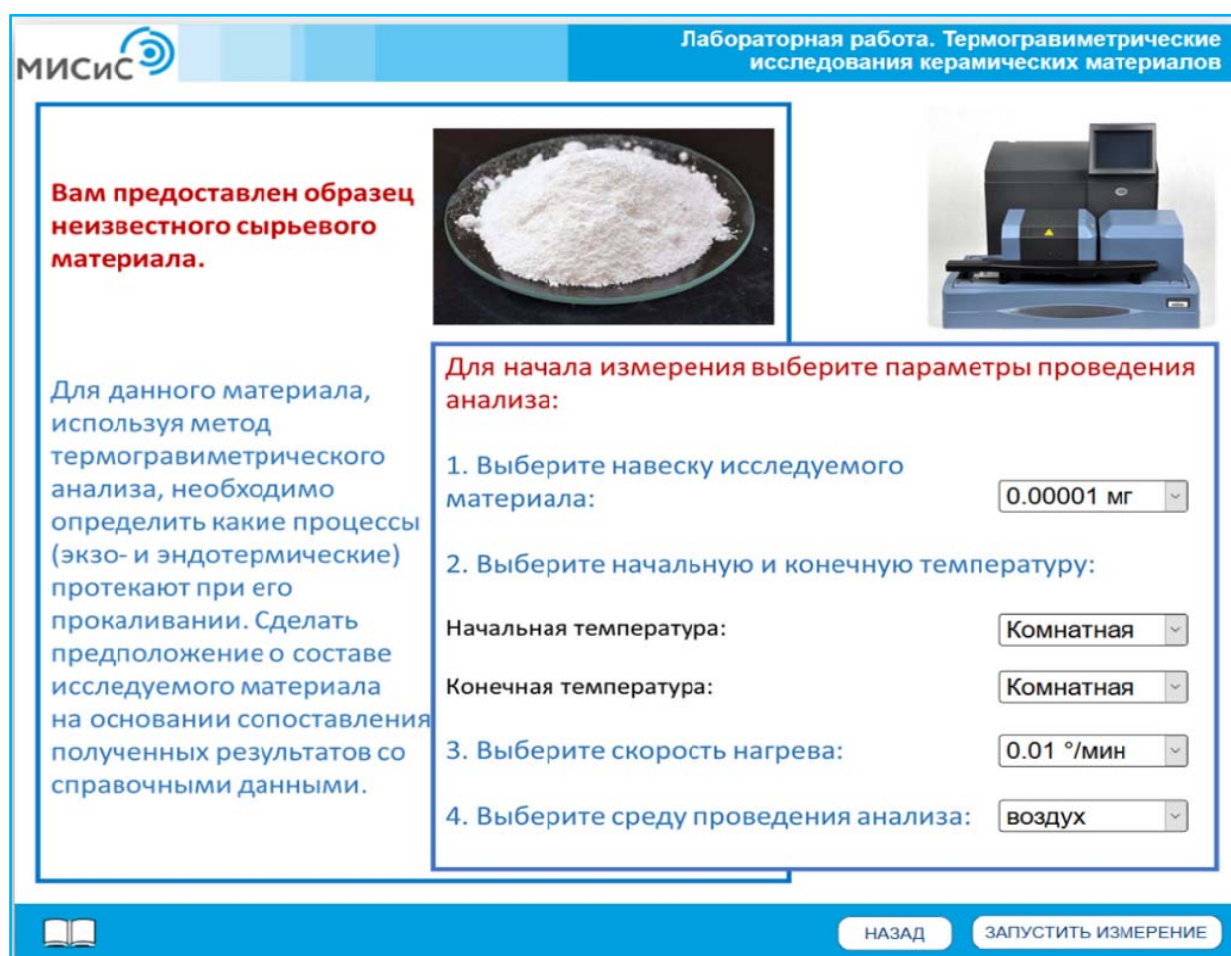 МИСиС
Лабораторная работа. Термогравиметрические
исследования керамических материалов
Вам предоставлен образец
неизвестного сырьевого
материала.
Для данного материала,
используя метод
термогравиметрического
анализа, необходимо
определить какие процессы
(экзо- и эндотермические)
протекают при его
прокаливании. Сделать
предположение о составе
исследуемого материала
на основании сопоставления
полученных результатов со
справочными данными.
Для начала измерения выберите параметры проведения
анализа:
1. Выберите навеску исследуемого
материала:
0.00001 мг
2. Выберите начальную и конечную температуру:
Начальная температура:
Комнатная
Конечная температура:
Комнатная
3. Выберите скорость нагрева:
0.01 °/мин
4. Выберите среду проведения анализа:
воздух
НАЗАД
ЗАПУСТИТЬ ИЗМЕРЕНИЕ